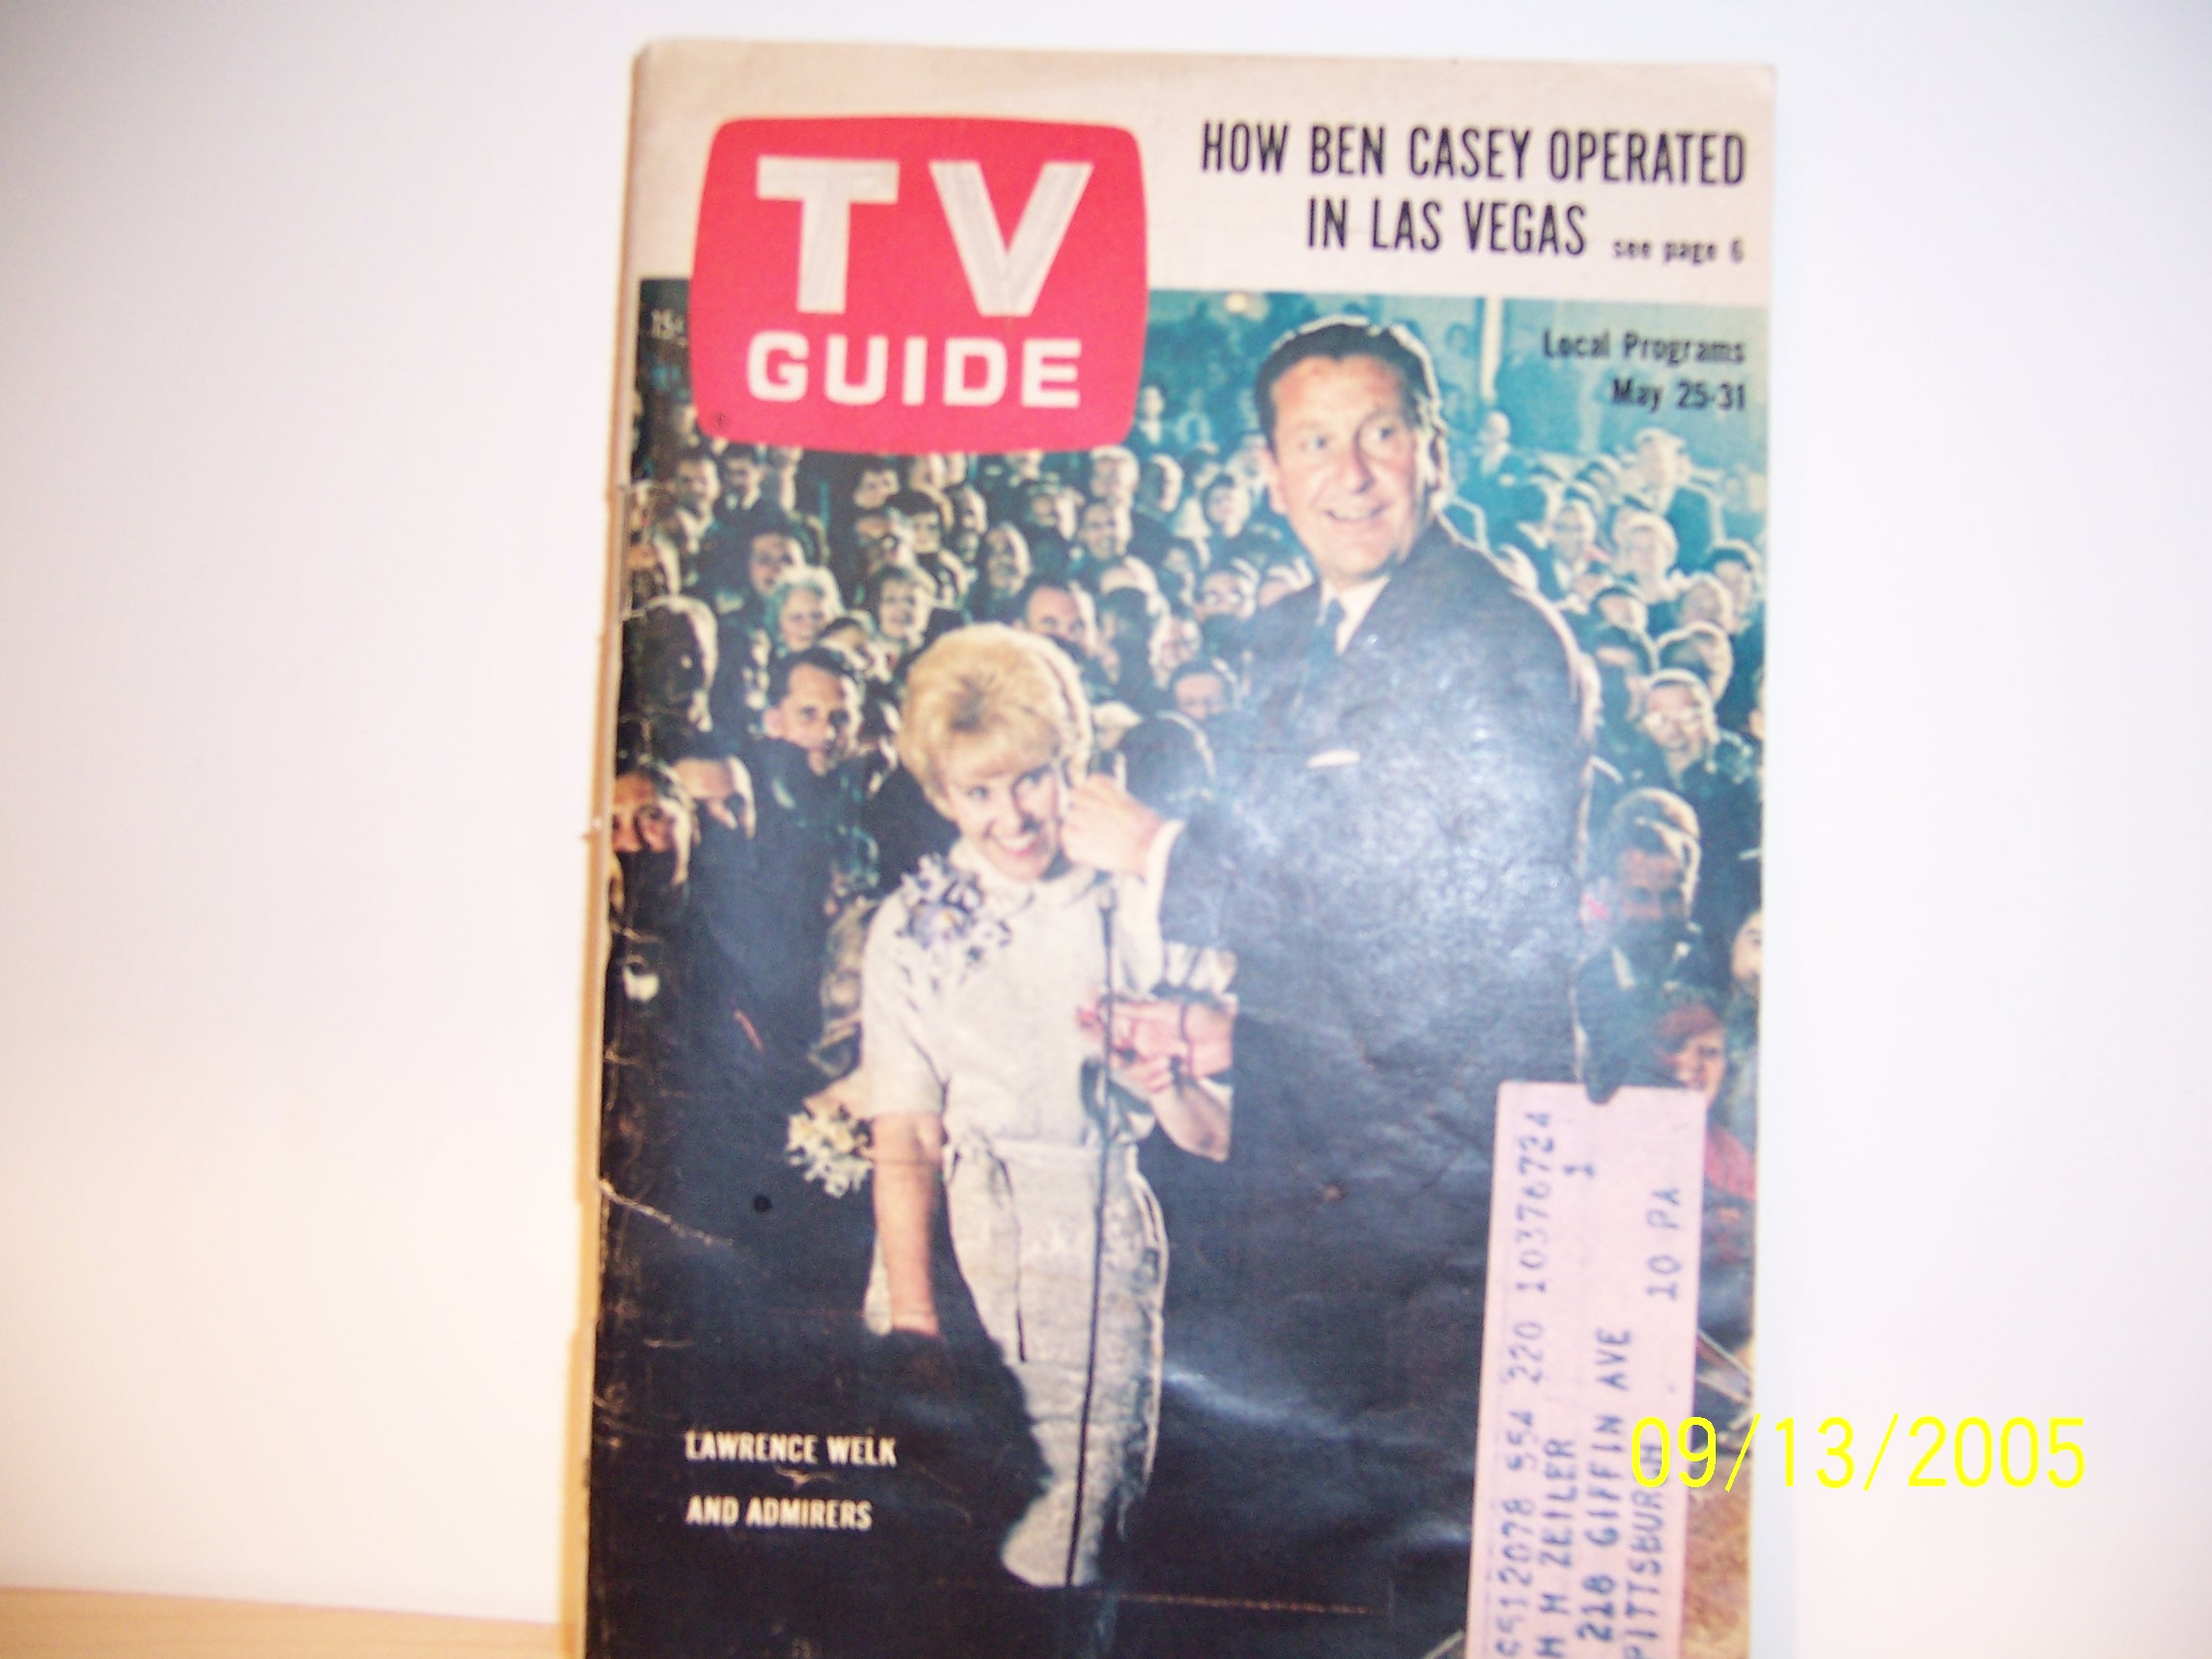 HOW BEN CASEY OPERATED
IN LAS VEGAS see page 6
TV
GUIDE
15¢
Local Programs
May 25-31
LAWRENCE WELK
AND ADMIRERS
H H ZEILER
218 GIFFIN AVE
10 PA
09/13/2005